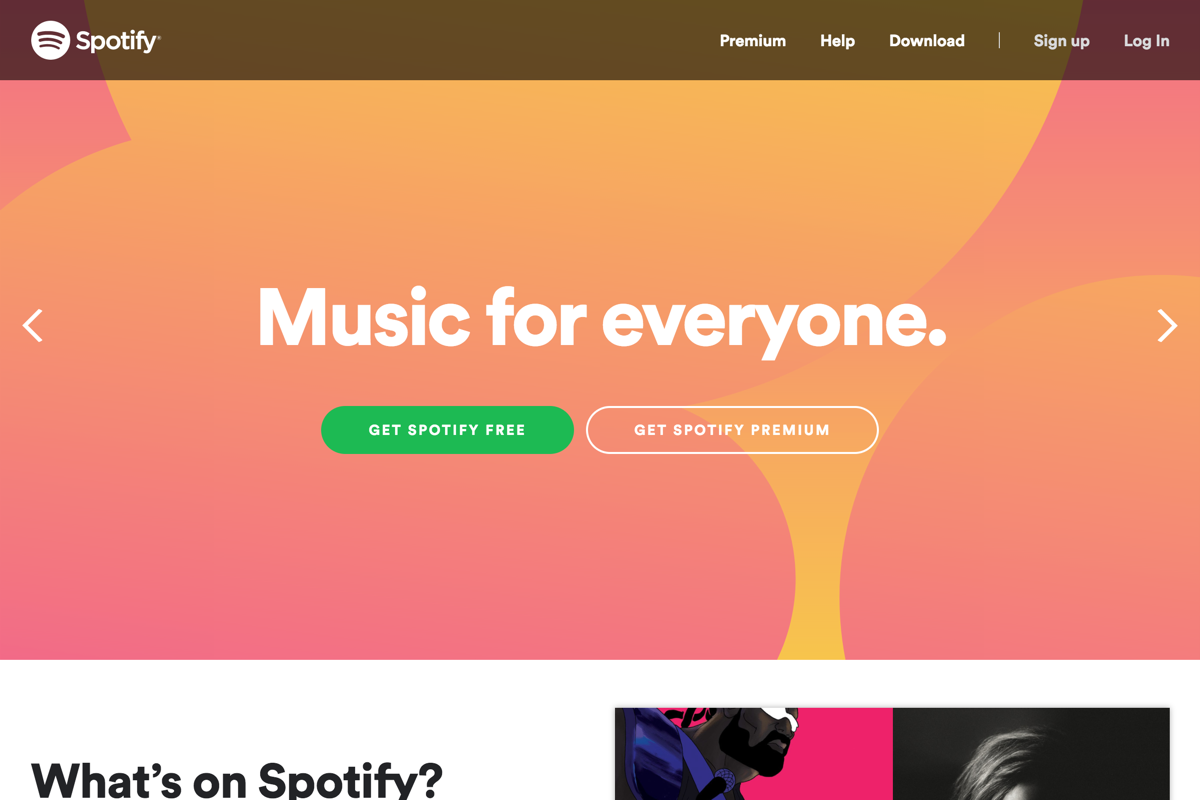 Spotify®
Premium Help Download | Sign up Log In
Music for everyone.
GET SPOTIFY FREE GET SPOTIFY PREMIUM
What's on Spotify?